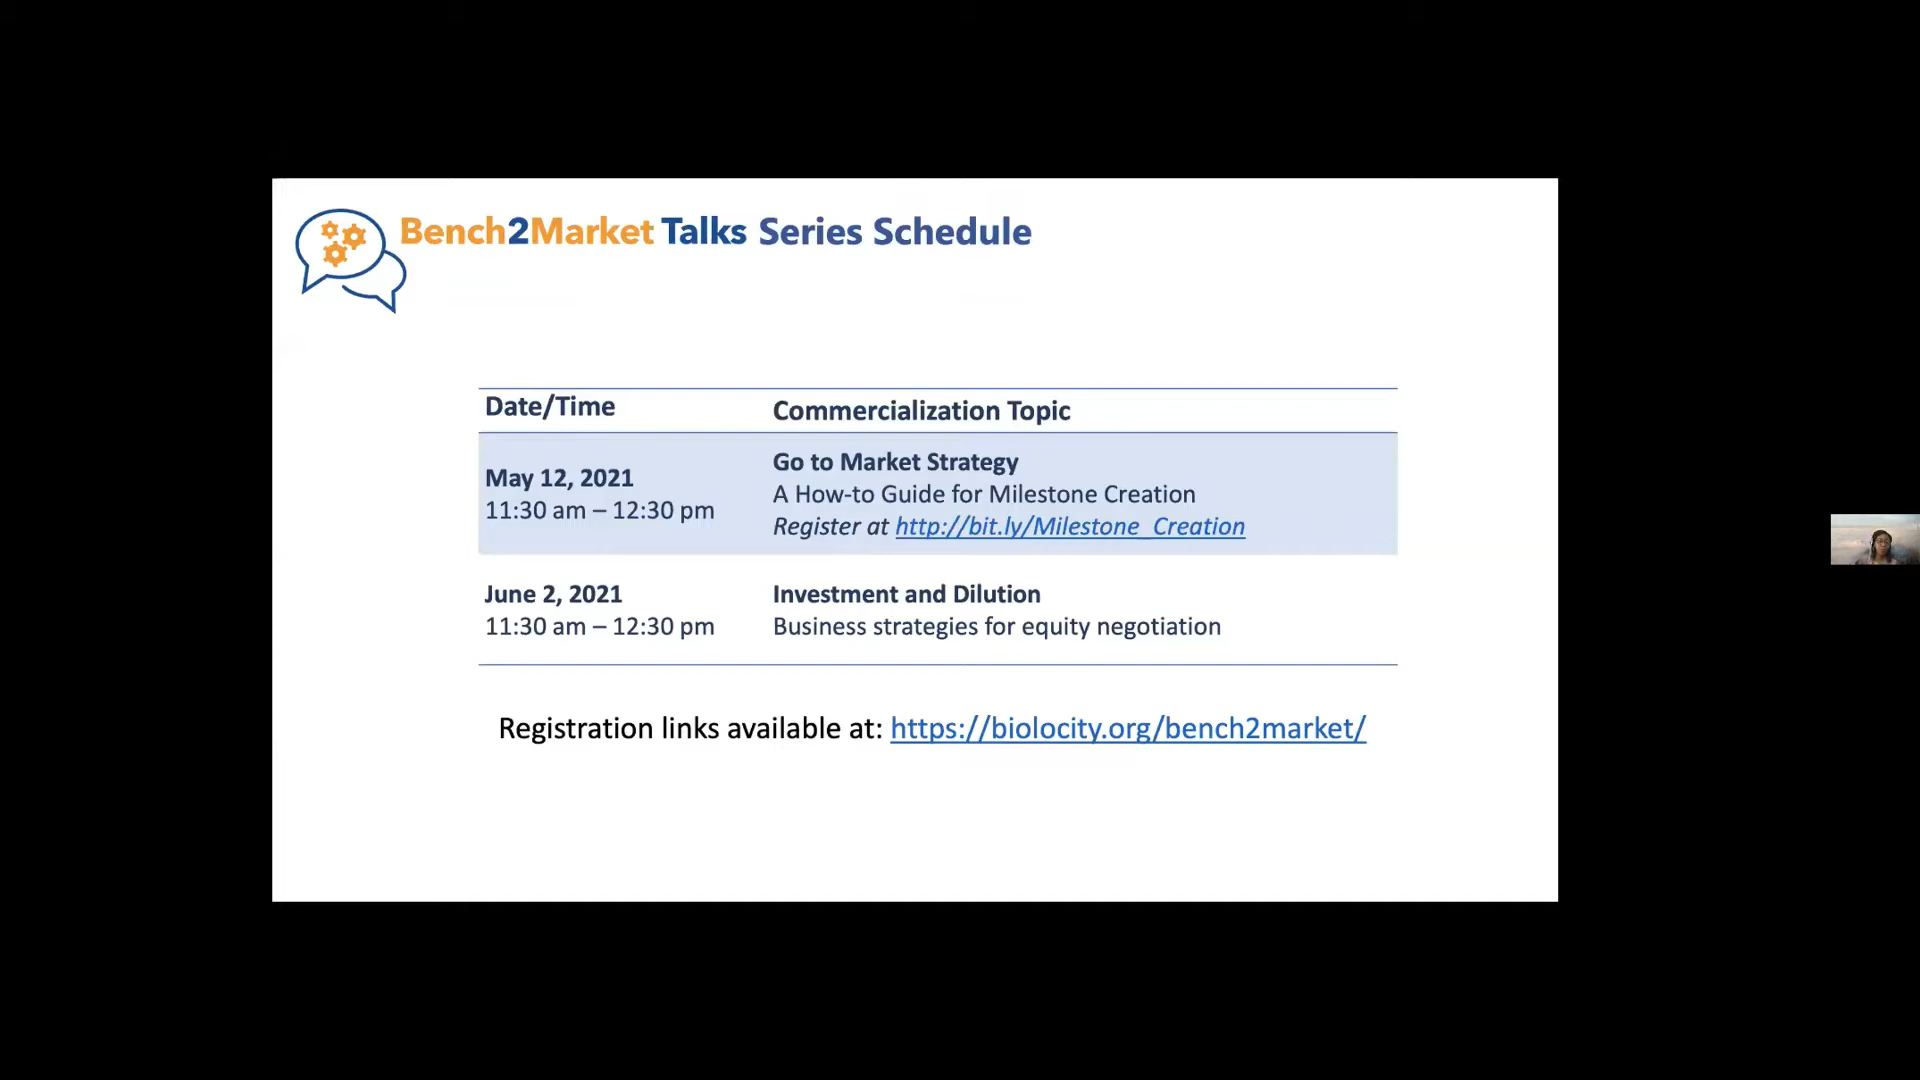 Bench2Market Talks Series Schedule
Date/Time
Commercialization Topic
May 12, 2021
11:30 am – 12:30 pm
Go to Market Strategy
A How-to Guide for Milestone Creation
Register at http://bit.ly/Milestone_Creation
June 2, 2021
11:30 am – 12:30 pm
Investment and Dilution
Business strategies for equity negotiation
Registration links available at: https://biolocity.org/bench2market/